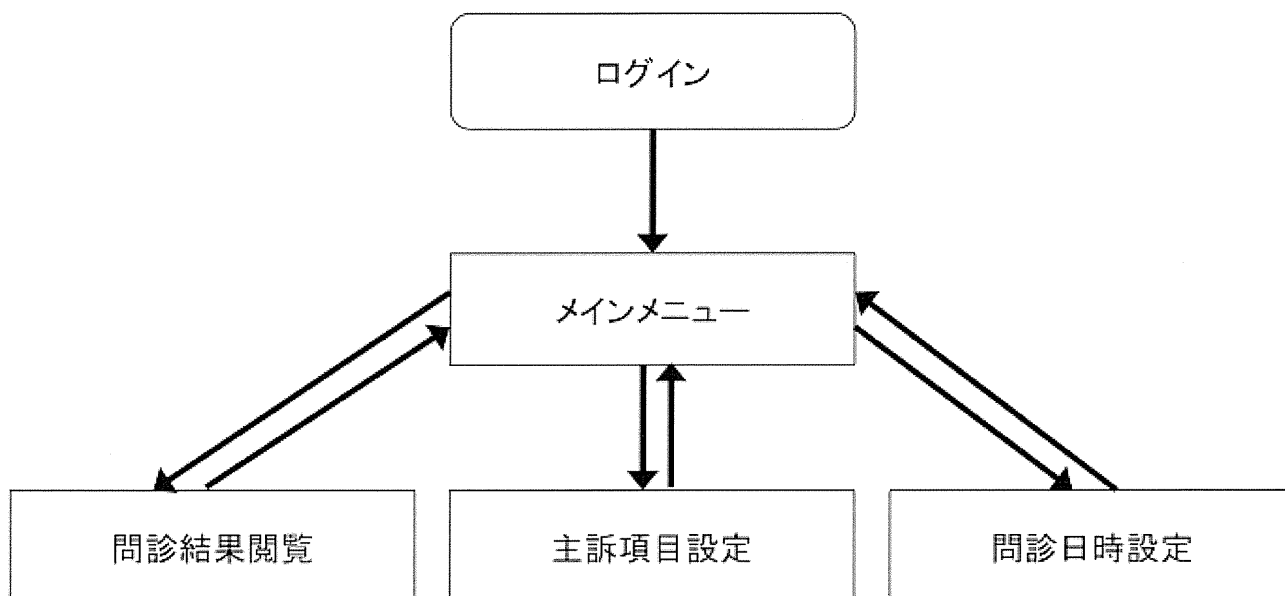 ログイン
メインメニュー
問診結果閲覧
主訴項目設定
問診日時設定